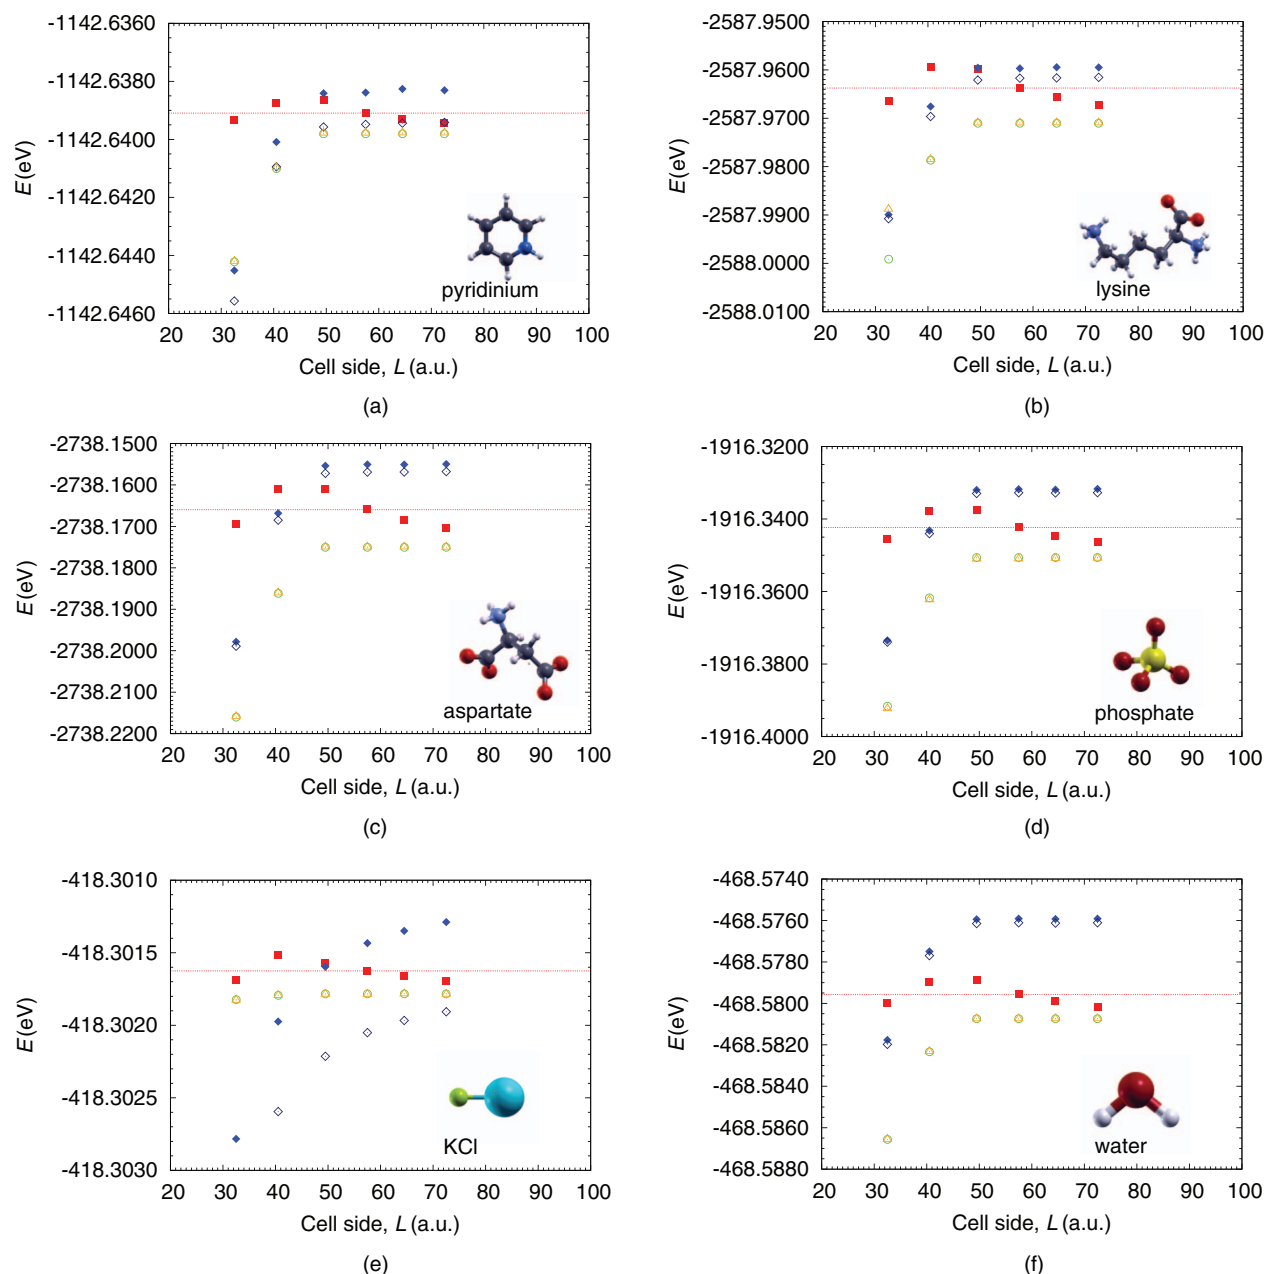 -1142.6360
-1142.6380
-1142.6400
-1142.6420
-1142.6440
-1142.6460
E (eV)
pyridinium
20 30 40 50 60 70 80 90 100
Cell side, L (a.u.)
(a)
-2587.9500
-2587.9600
-2587.9700
-2587.9800
-2587.9900
-2588.0000
-2588.0100
E (eV)
lysine
20 30 40 50 60 70 80 90 100
Cell side, L (a.u.)
(b)
-2738.1500
-2738.1600
-2738.1700
-2738.1800
-2738.1900
-2738.2000
-2738.2100
-2738.2200
E (eV)
aspartate
20 30 40 50 60 70 80 90 100
Cell side, L (a.u.)
(c)
-1916.3200
-1916.3400
-1916.3600
-1916.3800
-1916.4000
E (eV)
phosphate
20 30 40 50 60 70 80 90 100
Cell side, L (a.u.)
(d)
-418.3010
-418.3015
-418.3020
-418.3025
-418.3030
E (eV)
KCl
20 30 40 50 60 70 80 90 100
Cell side, L (a.u.)
(e)
-468.5740
-468.5760
-468.5780
-468.5800
-468.5820
-468.5840
-468.5860
-468.5880
E (eV)
water
20 30 40 50 60 70 80 90 100
Cell side, L (a.u.)
(f)